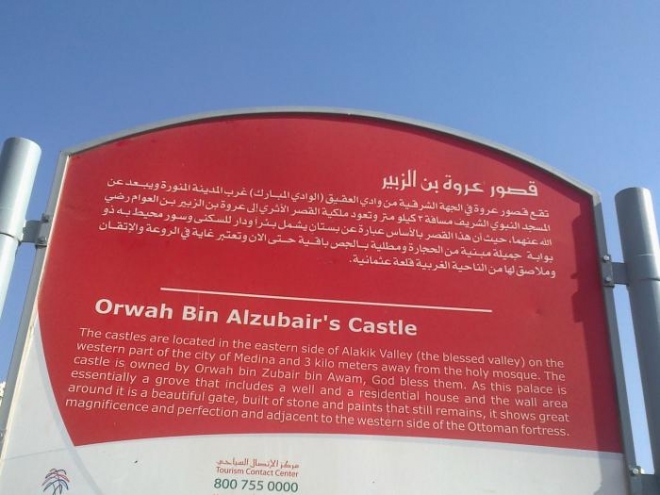 قصور عروة بن الزبير
تقع قصور عروة في الجهة الشرقية من وادي العقيق (الوادي المبارك) غرب المدينة المنورة ويبعد عن
المسجد النبوي الشريف مسافة ٣ كيلو متر وتعود ملكية القصر الأثري إلى عروة بن الزبير بن العوام رضي
الله عنهما، حيث أن هذا القصر بالأساس عبارة عن بستان يشمل بئراً ودار للسكنى وسور محيط به ذو
بوابة جميلة مبنية من الحجارة ومطلية بالجص باقية حتى الان وتعتبر غاية في الروعة والإتقان
وملاصق لها من الناحية الغربية قلعة عثمانية.
Orwah Bin Alzubair's Castle
The castles are located in the eastern side of Alakik Valley (the blessed valley) on the
western part of the city of Medina and 3 kilo meters away from the holy mosque. The
castle is owned by Orwah bin Zubair bin Awam, God bless them. As this palace is
essentially a grove that includes a well and a residential house and the wall area
around it is a beautiful gate, built of stone and paints that still remains, it shows great
magnificence and perfection and adjacent to the western side of the Ottoman fortress.
مركز الإتصال السياحي
Tourism Contact Center
800 755 0000